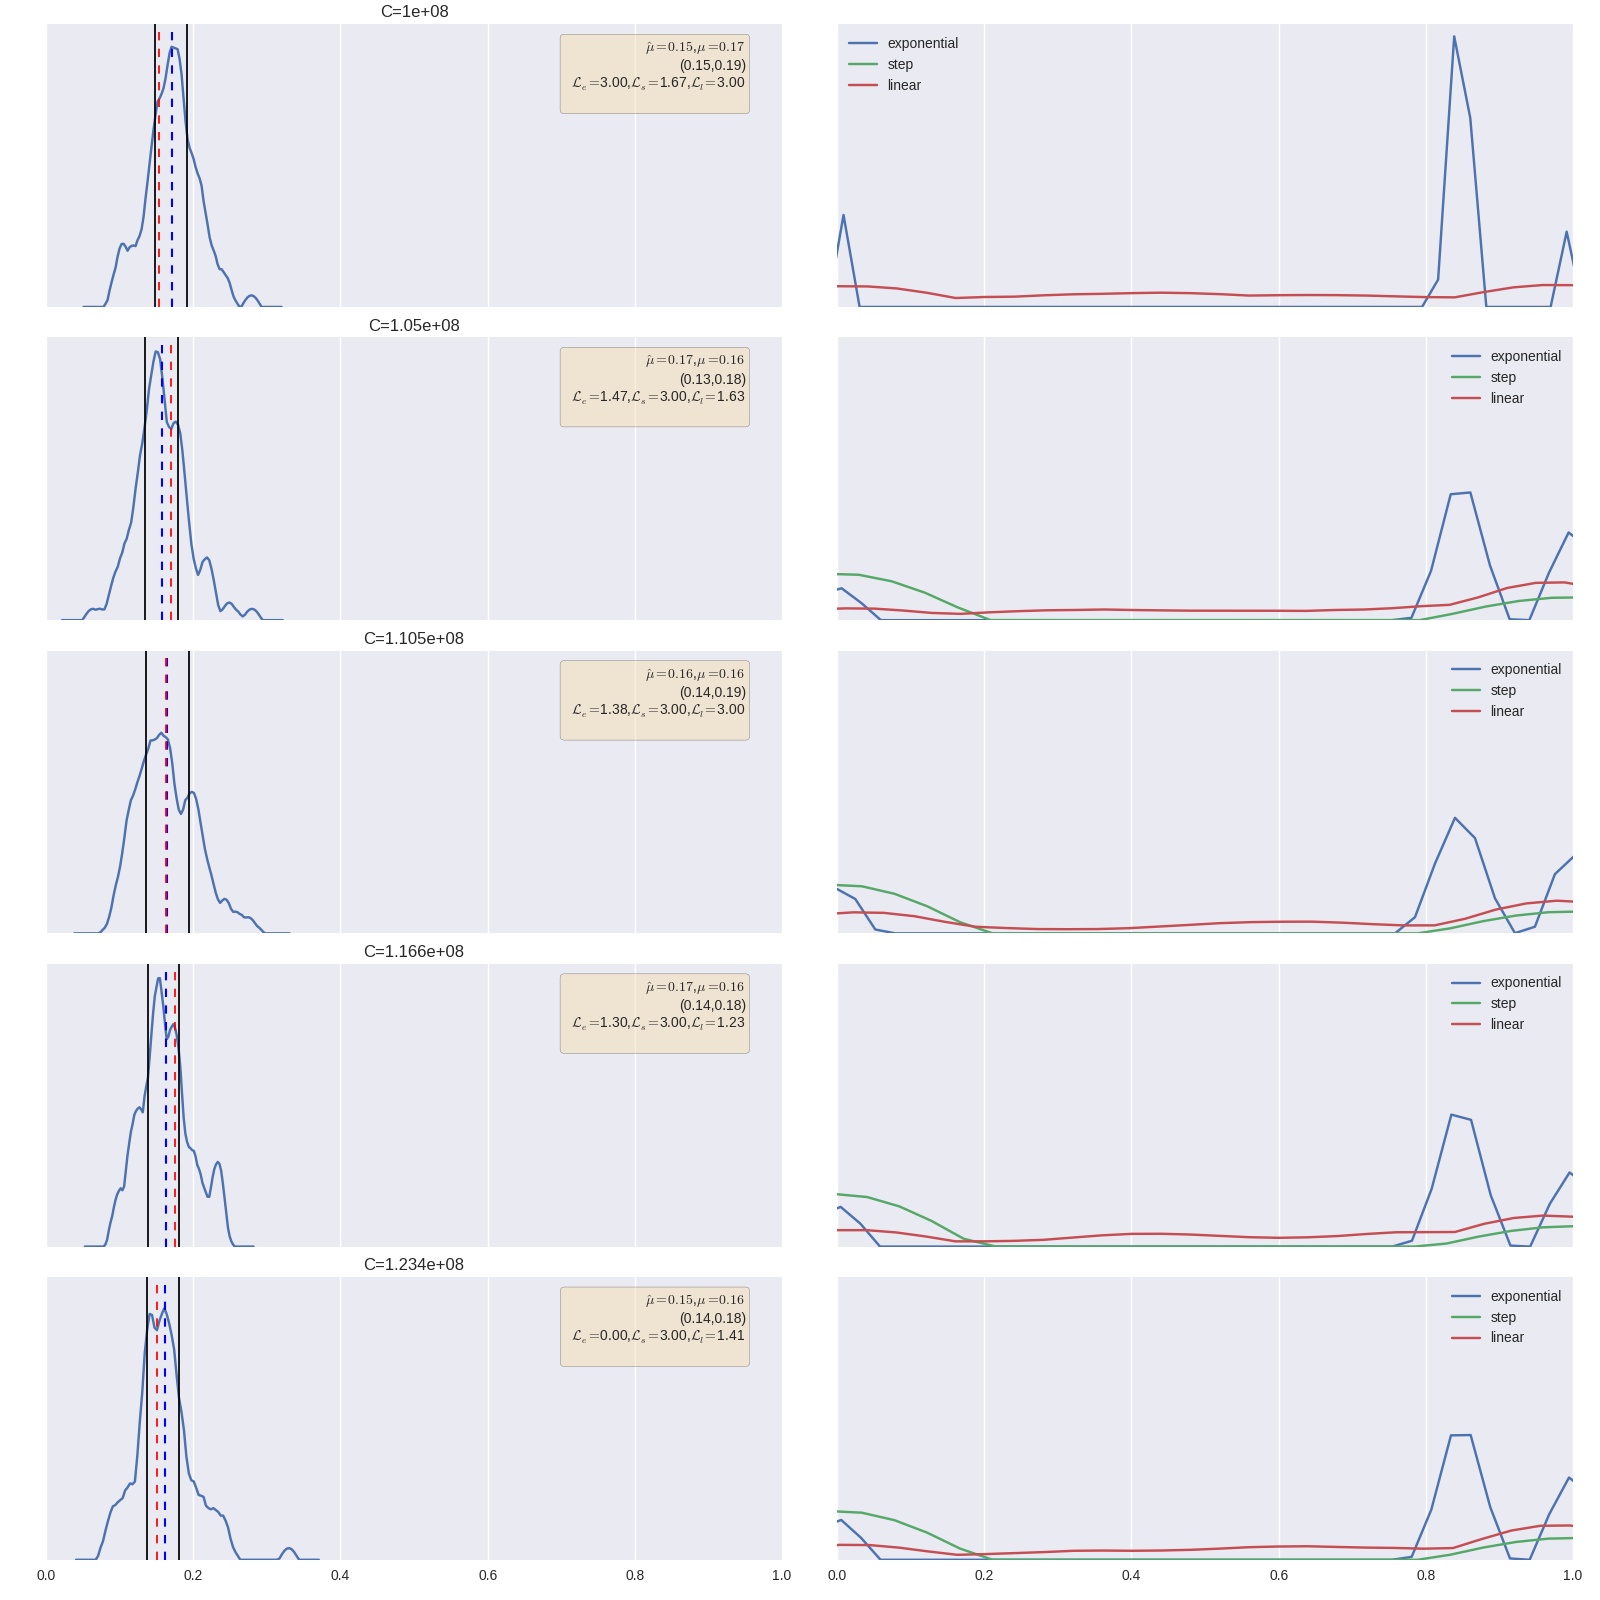 C=1e+08
μ̂=0.15,μ=0.17
(0.15,0.19)
ℒₑ=3.00,ℒₛ=1.67,ℒₗ=3.00
exponential
step
linear
C=1.05e+08
μ̂=0.17,μ=0.16
(0.13,0.18)
ℒₑ=1.47,ℒₛ=3.00,ℒₗ=1.63
exponential
step
linear
C=1.105e+08
μ̂=0.16,μ=0.16
(0.14,0.19)
ℒₑ=1.38,ℒₛ=3.00,ℒₗ=3.00
exponential
step
linear
C=1.166e+08
μ̂=0.17,μ=0.16
(0.14,0.18)
ℒₑ=1.30,ℒₛ=3.00,ℒₗ=1.23
exponential
step
linear
C=1.234e+08
μ̂=0.15,μ=0.16
(0.14,0.18)
ℒₑ=0.00,ℒₛ=3.00,ℒₗ=1.41
exponential
step
linear
0.0 0.2 0.4 0.6 0.8 1.0
0.0 0.2 0.4 0.6 0.8 1.0